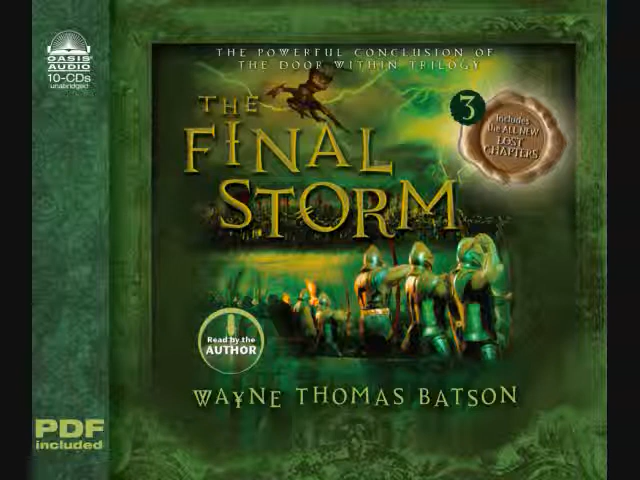 OASIS
AUDIO
10-CDs
unabridged
THE POWERFUL CONCLUSION OF
THE DOOR WITHIN TRILOGY
THE
FINAL
STORM
3
Includes
the ALL NEW
LOST
CHAPTERS
Read by the
AUTHOR
WAYNE THOMAS BATSON
PDF
included